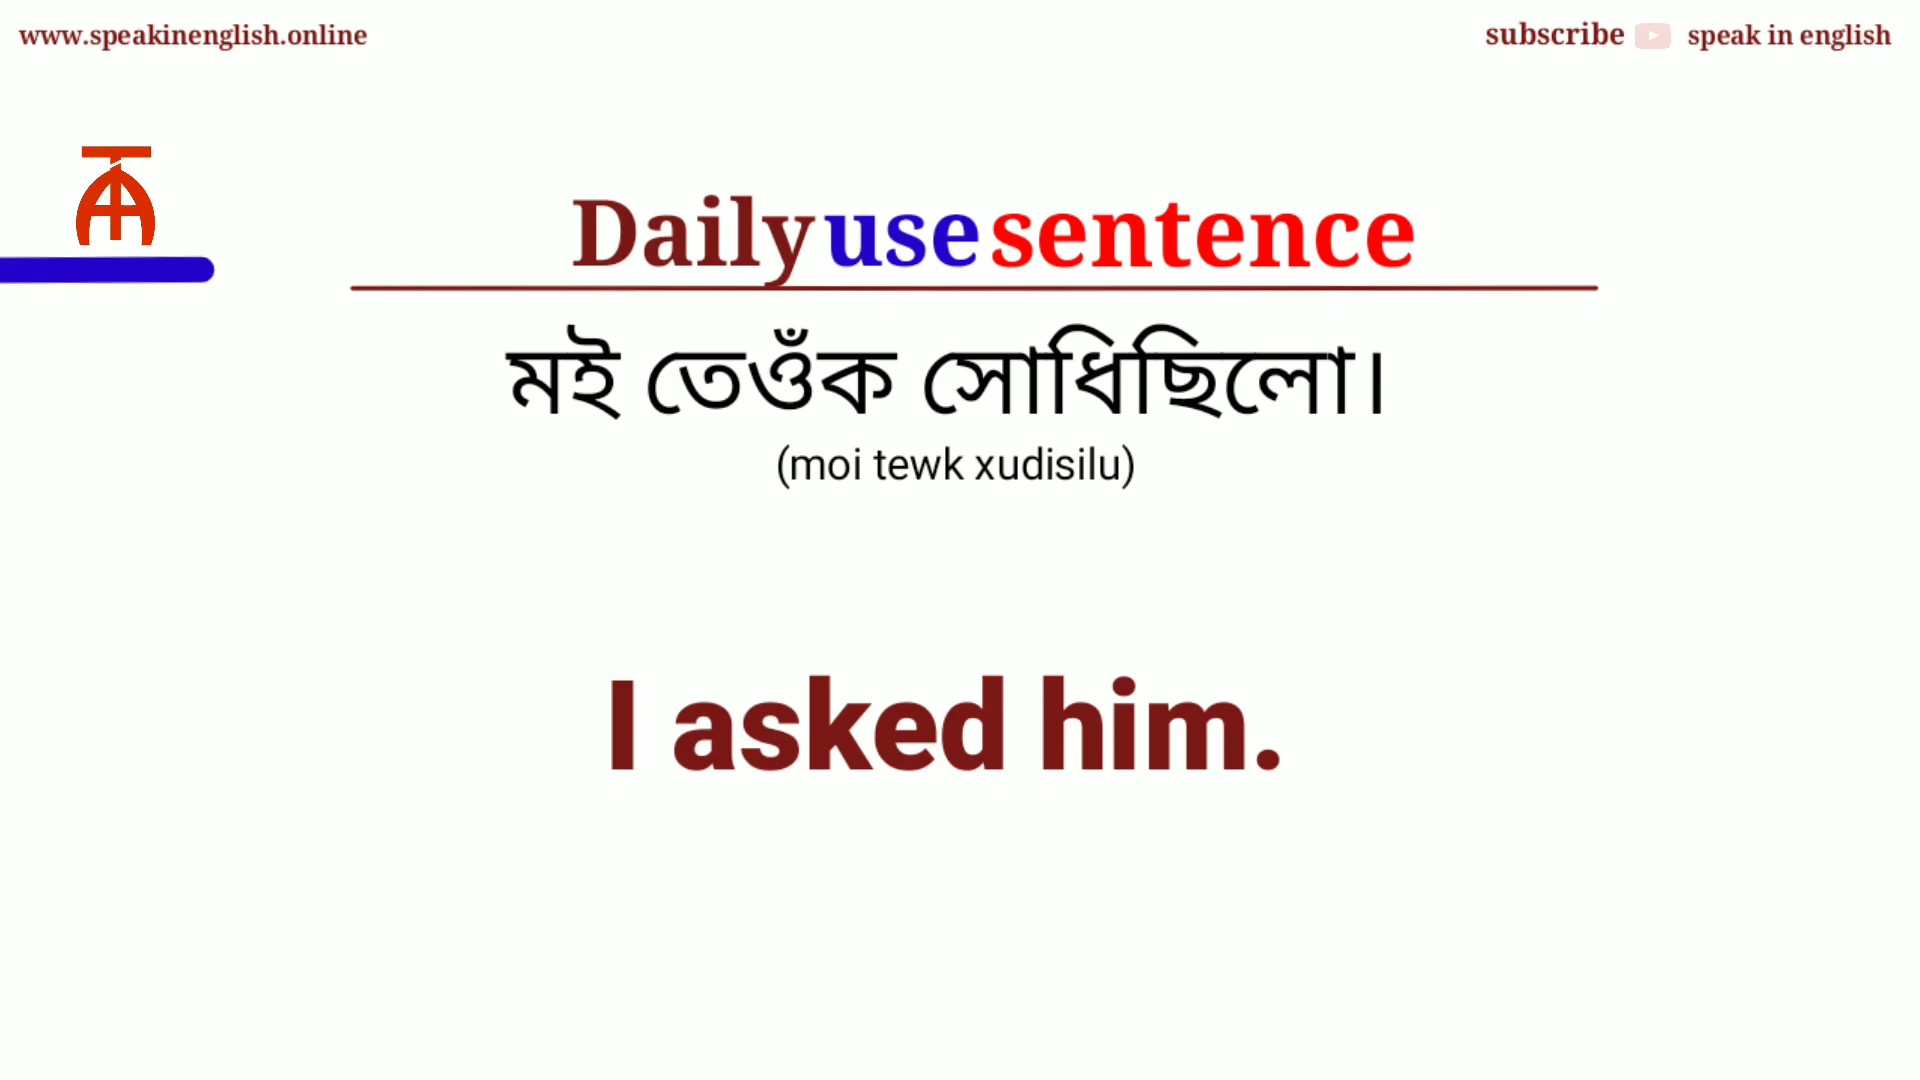 www.speakinenglish.online
subscribe speak in english
Daily use sentence
মই তেওঁক সোধিছিলো।
(moi tewk xudisilu)
I asked him.